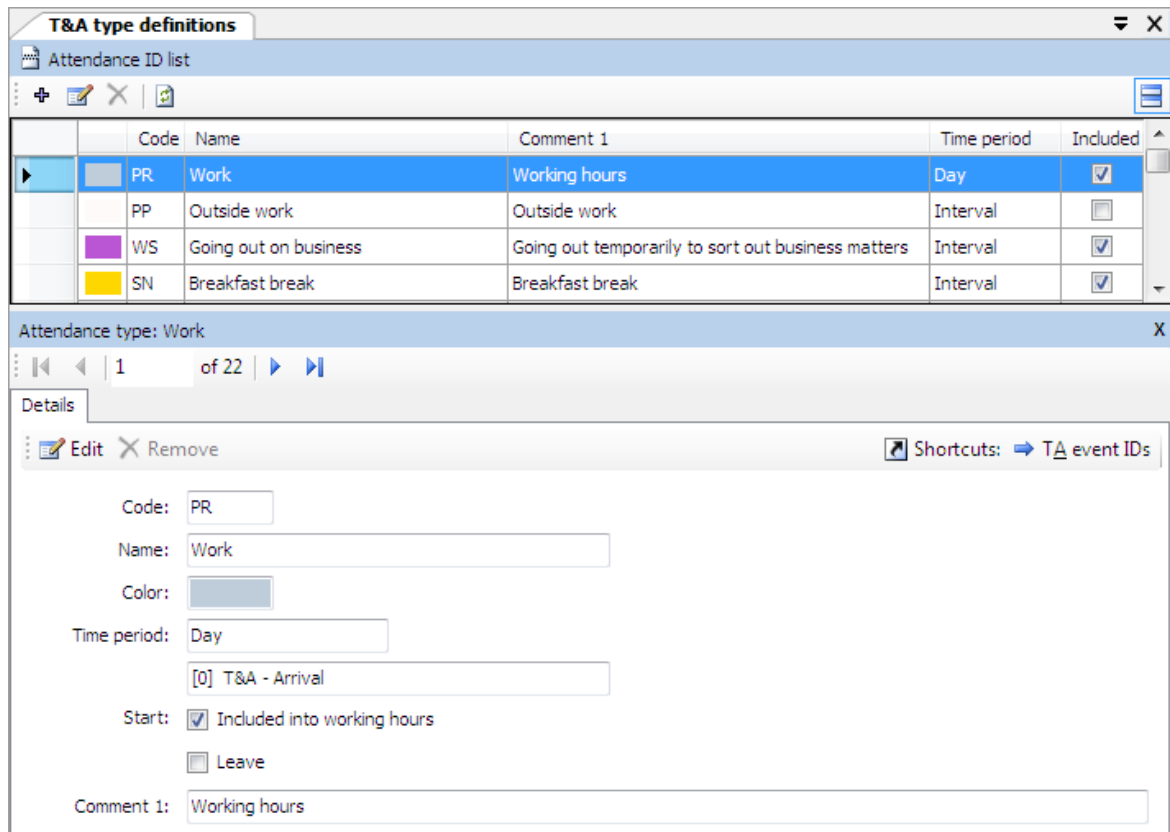 T&A type definitions
X
Attendance ID list
Code Name Comment 1 Time period Included
PR Work Working hours Day
PP Outside work Outside work Interval
WS Going out on business Going out temporarily to sort out business matters Interval
SN Breakfast break Breakfast break Interval
Attendance type: Work X
1 of 22
Details
Edit Remove Shortcuts: TA event IDs
Code: PR
Name: Work
Color:
Time period: Day
[0] T&A - Arrival
Start: Included into working hours
Leave
Comment 1: Working hours